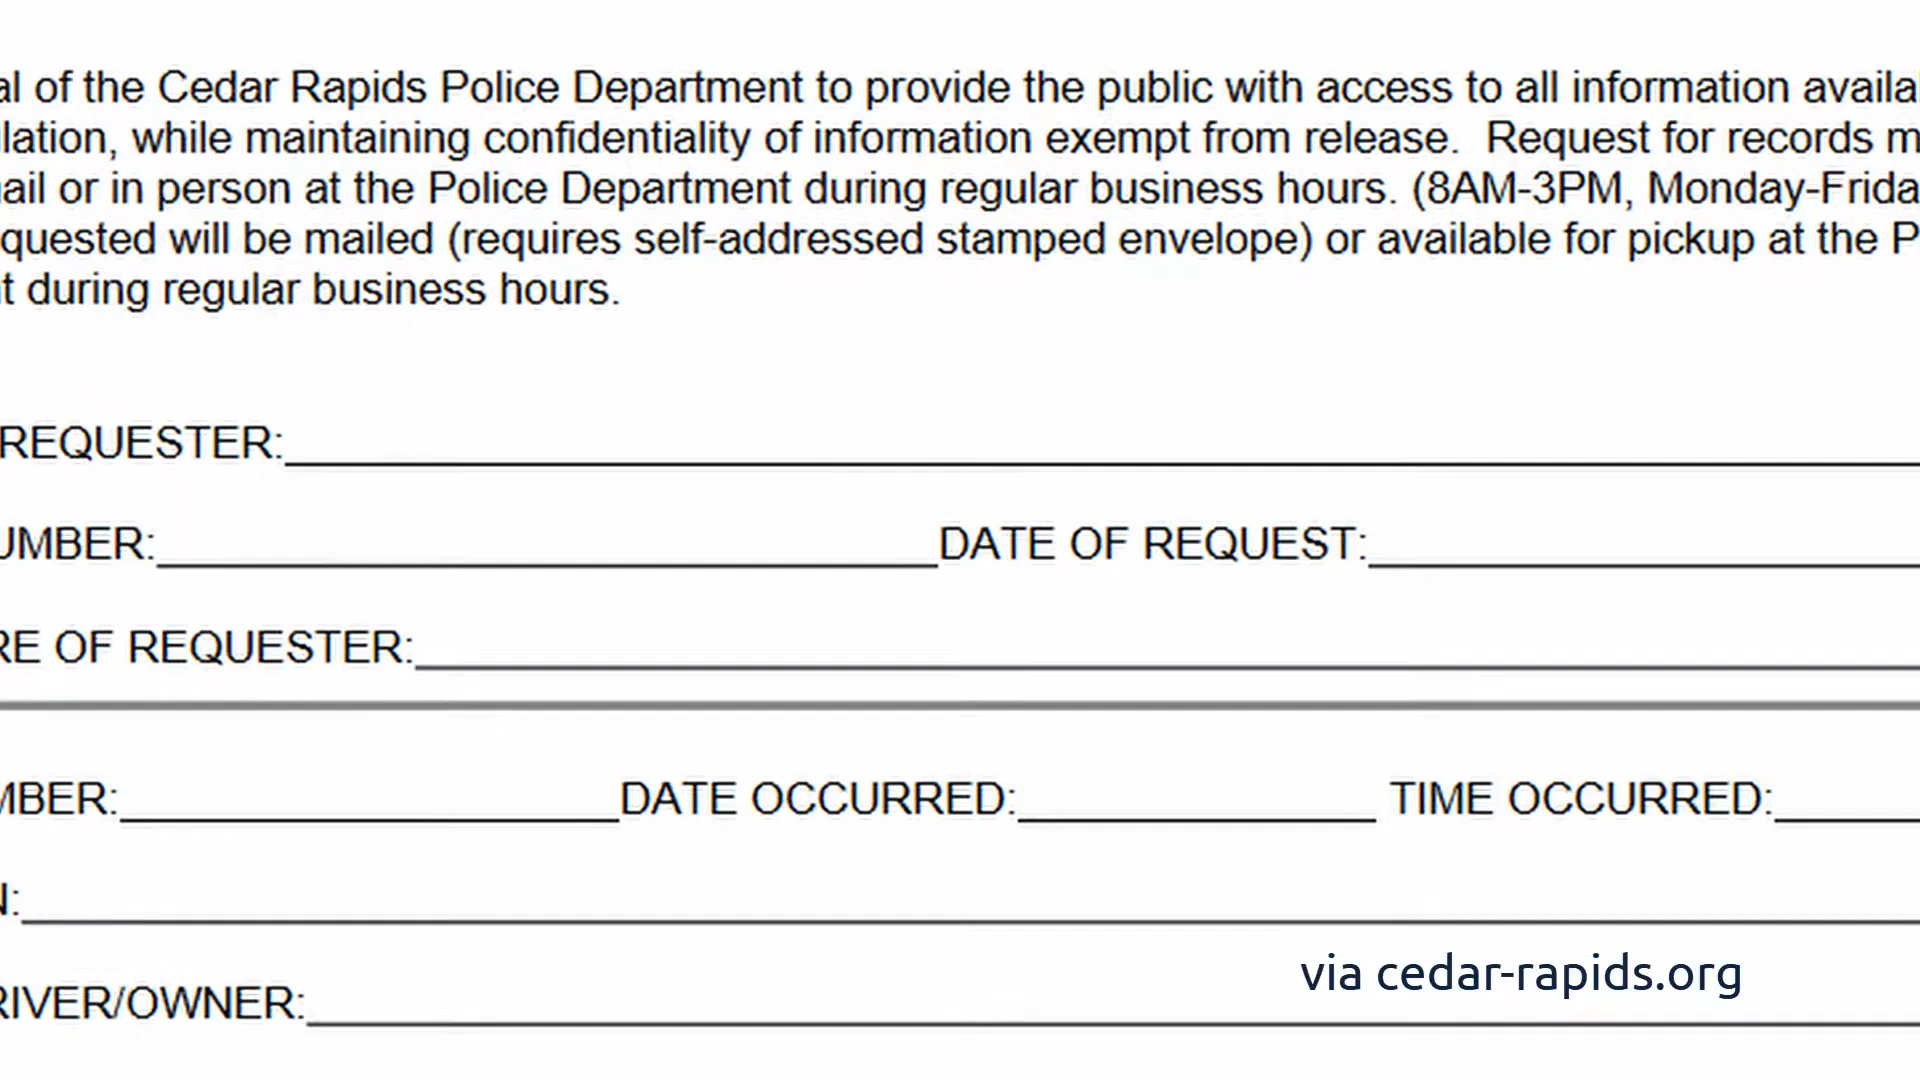 al of the Cedar Rapids Police Department to provide the public with access to all information availa
lation, while maintaining confidentiality of information exempt from release.  Request for records m
ail or in person at the Police Department during regular business hours. (8AM-3PM, Monday-Frida
quested will be mailed (requires self-addressed stamped envelope) or available for pickup at the P
t during regular business hours.
REQUESTER:
UMBER: DATE OF REQUEST:
RE OF REQUESTER:
MBER: DATE OCCURRED: TIME OCCURRED:
N:
via cedar-rapids.org
RIVER/OWNER: